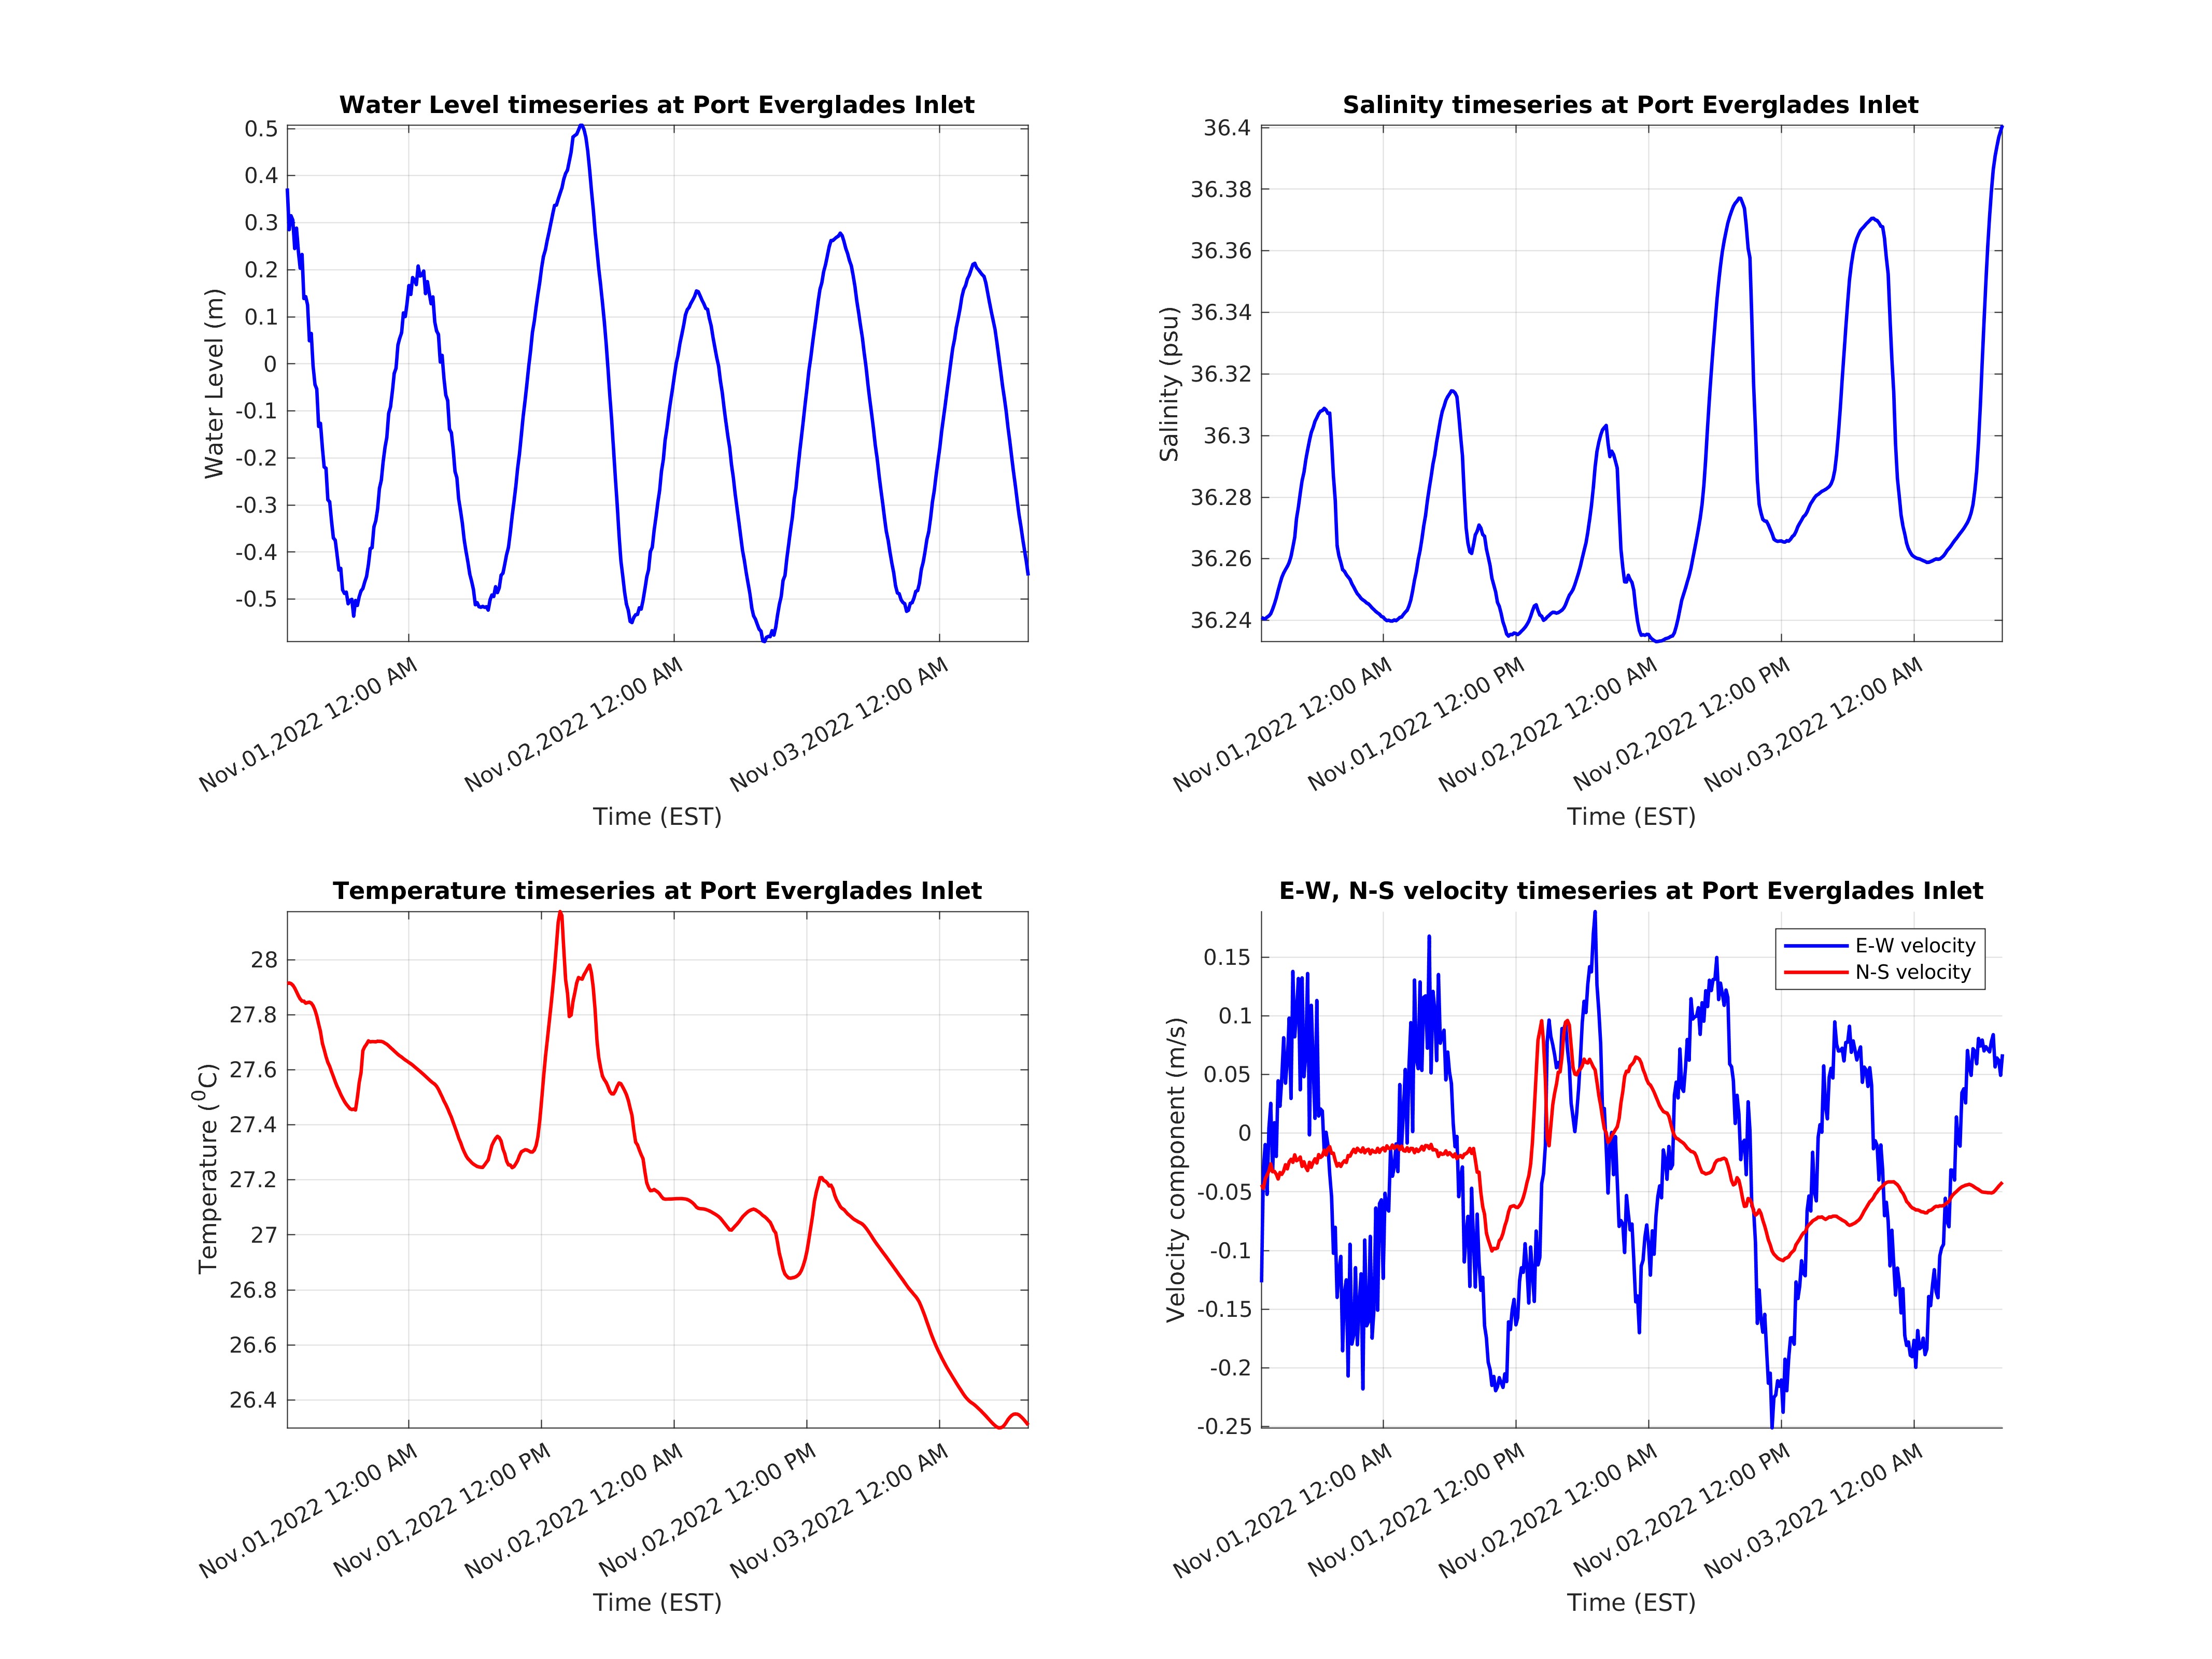 Water Level timeseries at Port Everglades Inlet
Water Level (m)
0.5
0.4
0.3
0.2
0.1
0
-0.1
-0.2
-0.3
-0.4
-0.5
Nov.01,2022 12:00 AM
Nov.02,2022 12:00 AM
Nov.03,2022 12:00 AM
Time (EST)
Salinity timeseries at Port Everglades Inlet
Salinity (psu)
36.4
36.38
36.36
36.34
36.32
36.3
36.28
36.26
36.24
Nov.01,2022 12:00 AM
Nov.01,2022 12:00 PM
Nov.02,2022 12:00 AM
Nov.02,2022 12:00 PM
Nov.03,2022 12:00 AM
Time (EST)
Temperature timeseries at Port Everglades Inlet
Temperature (⁰C)
28
27.8
27.6
27.4
27.2
27
26.8
26.6
26.4
Nov.01,2022 12:00 AM
Nov.01,2022 12:00 PM
Nov.02,2022 12:00 AM
Nov.02,2022 12:00 PM
Nov.03,2022 12:00 AM
Time (EST)
E-W, N-S velocity timeseries at Port Everglades Inlet
Velocity component (m/s)
0.15
0.1
0.05
0
-0.05
-0.1
-0.15
-0.2
-0.25
E-W velocity
N-S velocity
Nov.01,2022 12:00 AM
Nov.01,2022 12:00 PM
Nov.02,2022 12:00 AM
Nov.02,2022 12:00 PM
Nov.03,2022 12:00 AM
Time (EST)